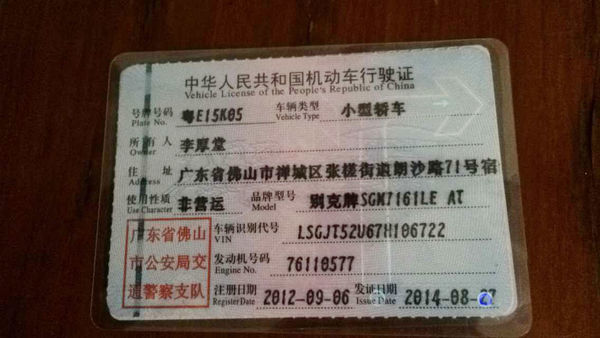 中华人民共和国机动车行驶证
Vehicle License of the People's Republic of China
号牌号码 Plate No. 粤E15K05 车辆类型 Vehicle Type 小型轿车
所有人 Owner 李厚堂
住址 Address 广东省佛山市禅城区张槎街道朗沙路71号宿
使用性质 Use Character 非营运 品牌型号 Model 别克牌SGM7161LE AT
广东省佛山市公安局交通警察支队
车辆识别代号 VIN LSGJT52U67H106722
发动机号码 Engine No. 76110577
注册日期 Register Date 2012-09-06 发证日期 Issue Date 2014-08-27